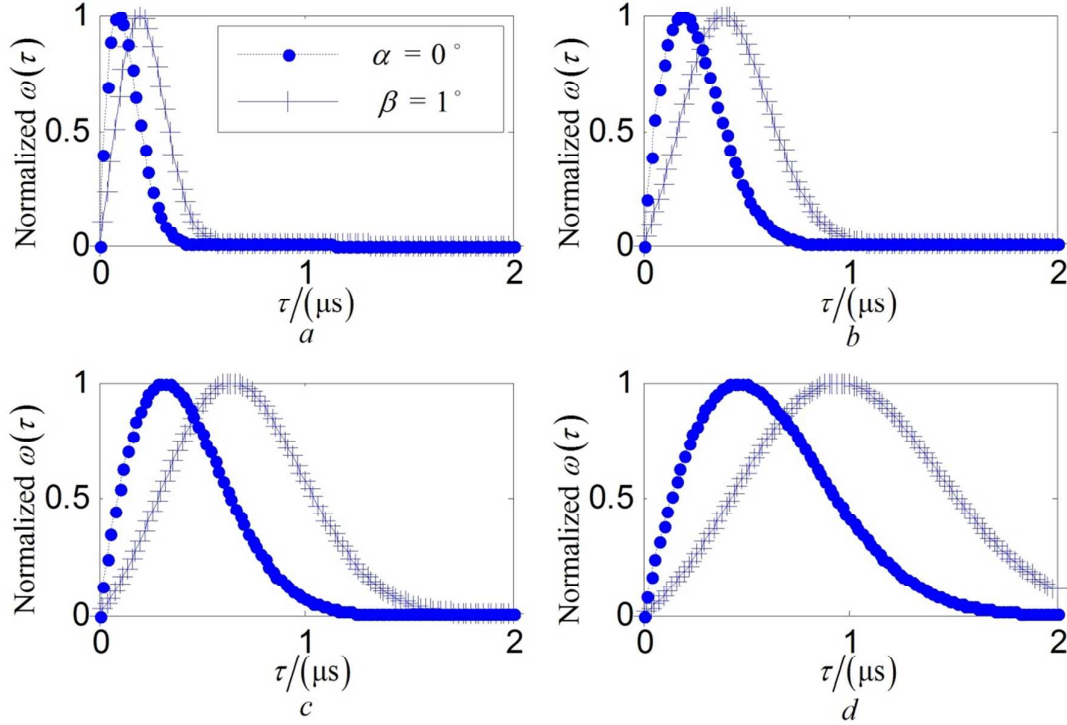 1
0.5
0
Normalized ω(τ)
α = 0°
β = 1°
0 1 2
τ/(μs)
a
1
0.5
0
Normalized ω(τ)
0 1 2
τ/(μs)
b
1
0.5
0
Normalized ω(τ)
0 1 2
τ/(μs)
c
1
0.5
0
Normalized ω(τ)
0 1 2
τ/(μs)
d